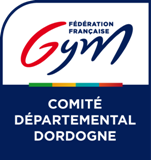 FÉDÉRATION
FRANÇAISE
Gym
COMITÉ
DÉPARTEMENTAL
DORDOGNE